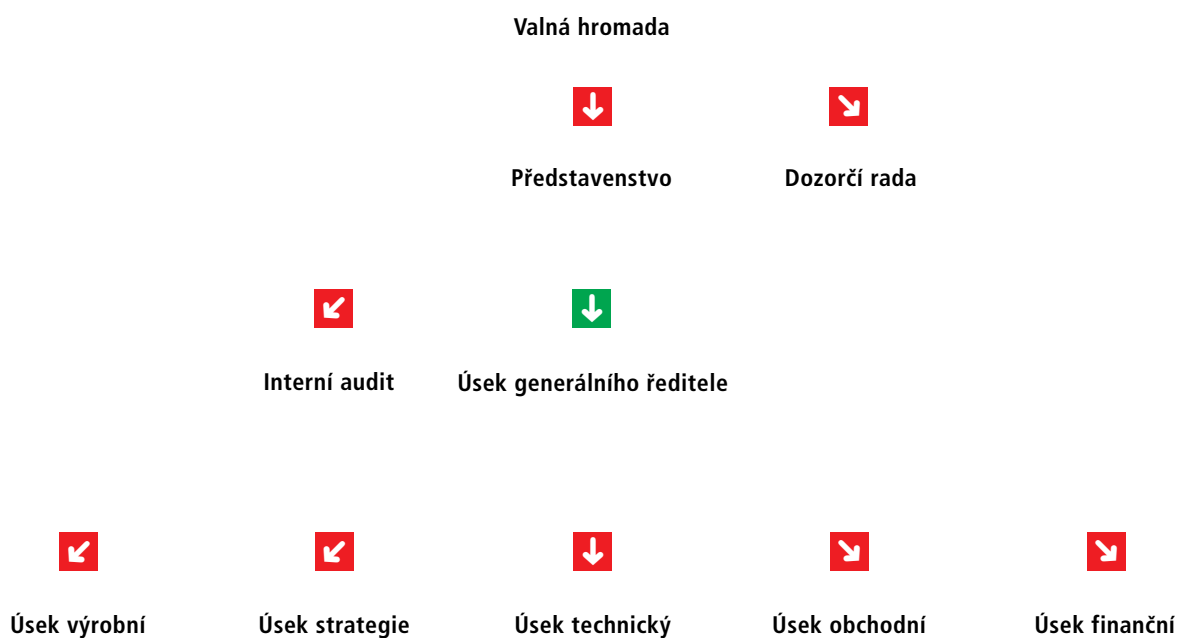 Valná hromada
Představenstvo
Dozorčí rada
Interní audit
Úsek generálního ředitele
Úsek výrobní
Úsek strategie
Úsek technický
Úsek obchodní
Úsek finanční